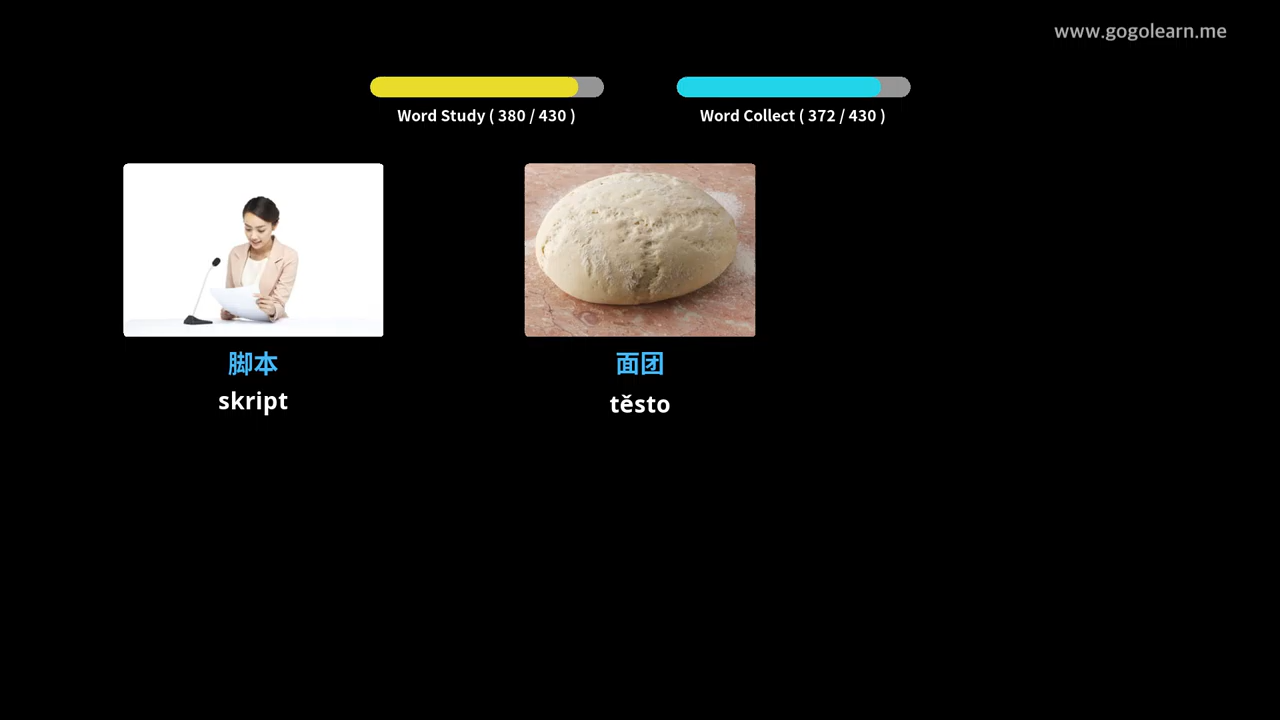 www.gogolearn.me
Word Study ( 380 / 430 )
Word Collect ( 372 / 430 )
脚本
skript
面团
těsto